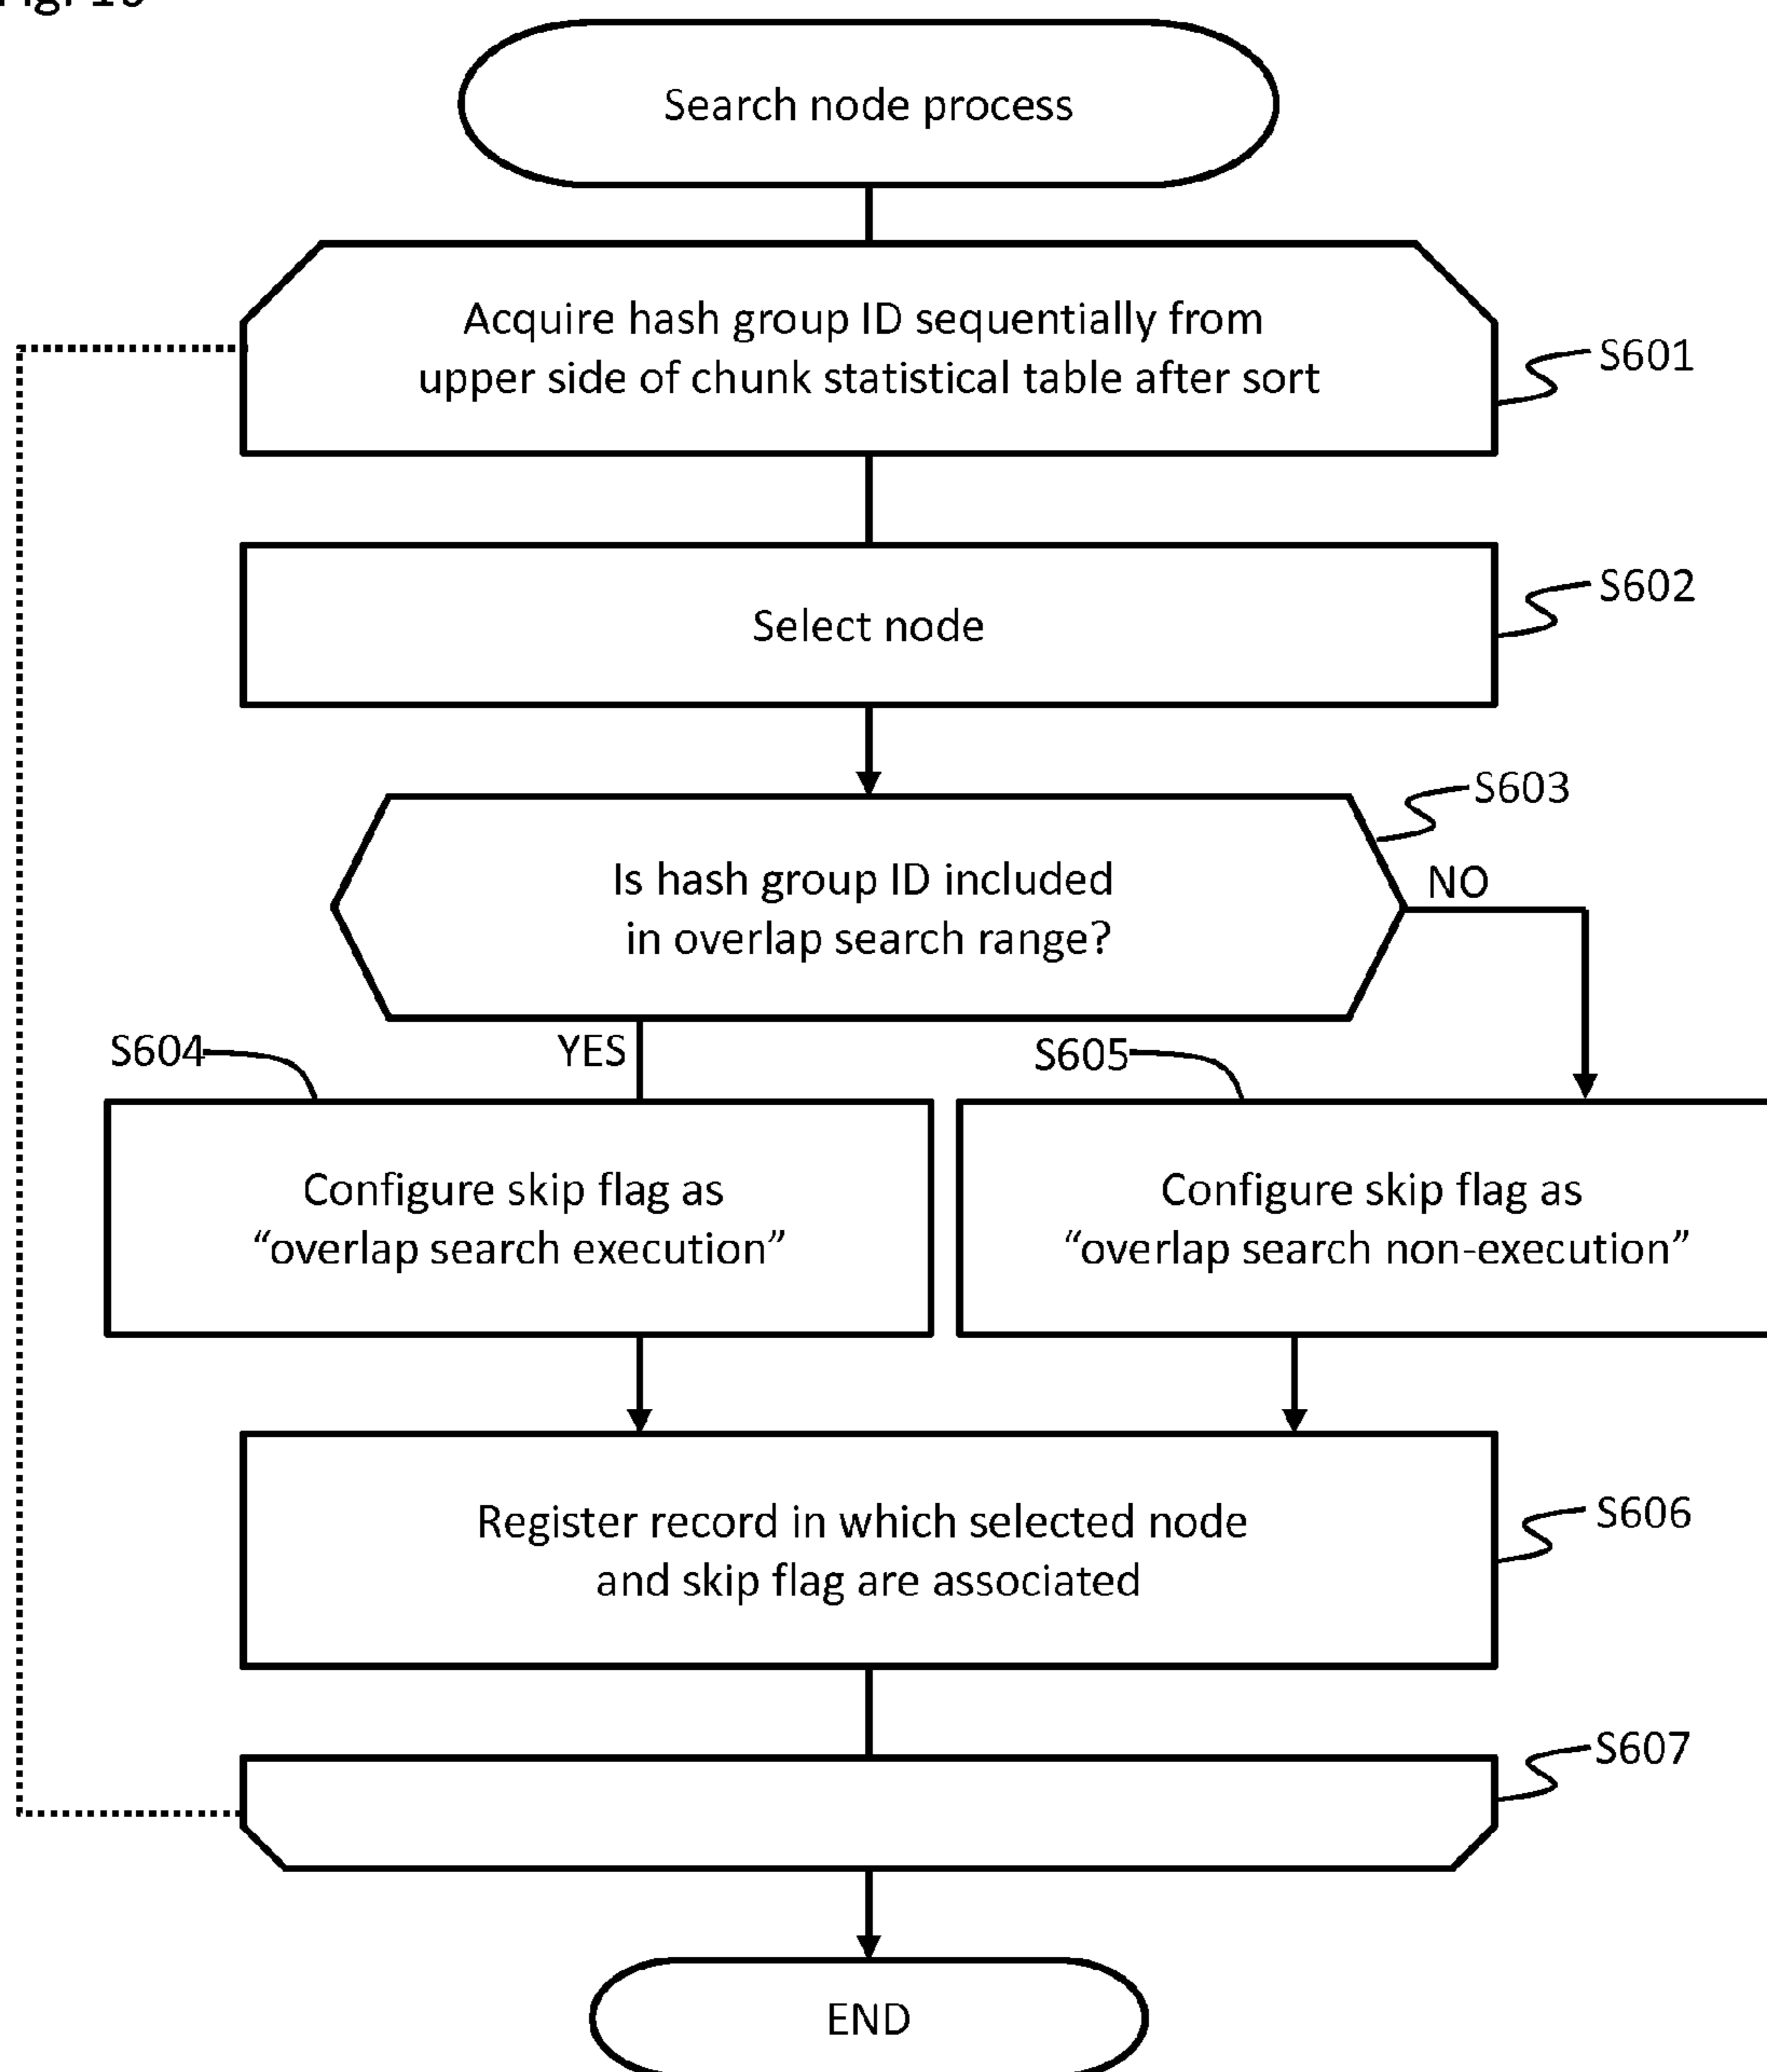 Search node process
Acquire hash group ID sequentially from
upper side of chunk statistical table after sort
S601
Select node
S602
S603
Is hash group ID included
in overlap search range?
NO
S604
YES
S605
Configure skip flag as
“overlap search execution”
Configure skip flag as
“overlap search non-execution”
Register record in which selected node
and skip flag are associated
S606
S607
END